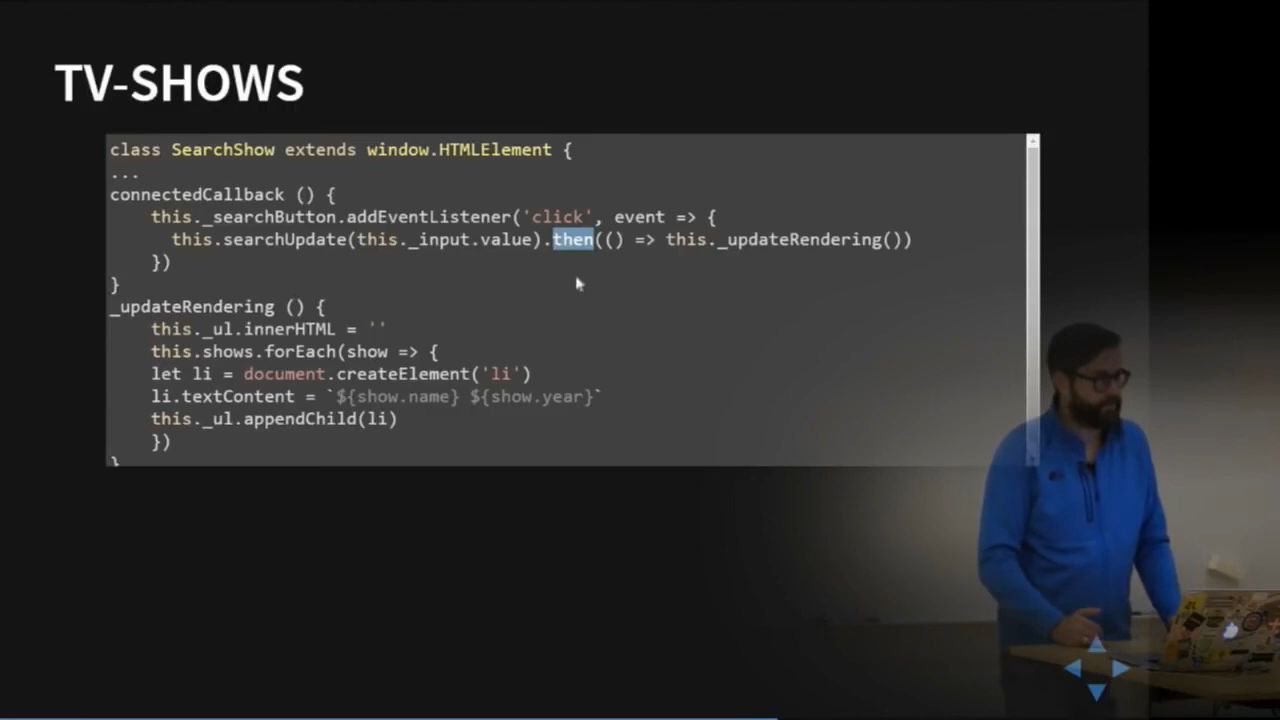 TV-SHOWS
class SearchShow extends window.HTMLElement {
...
connectedCallback () {
    this._searchButton.addEventListener('click', event => {
      this.searchUpdate(this._input.value).then(() => this._updateRendering())
    })
}
_updateRendering () {
    this._ul.innerHTML = ''
    this.shows.forEach(show => {
    let li = document.createElement('li')
    li.textContent = `${show.name} ${show.year}`
    this._ul.appendChild(li)
    })
}